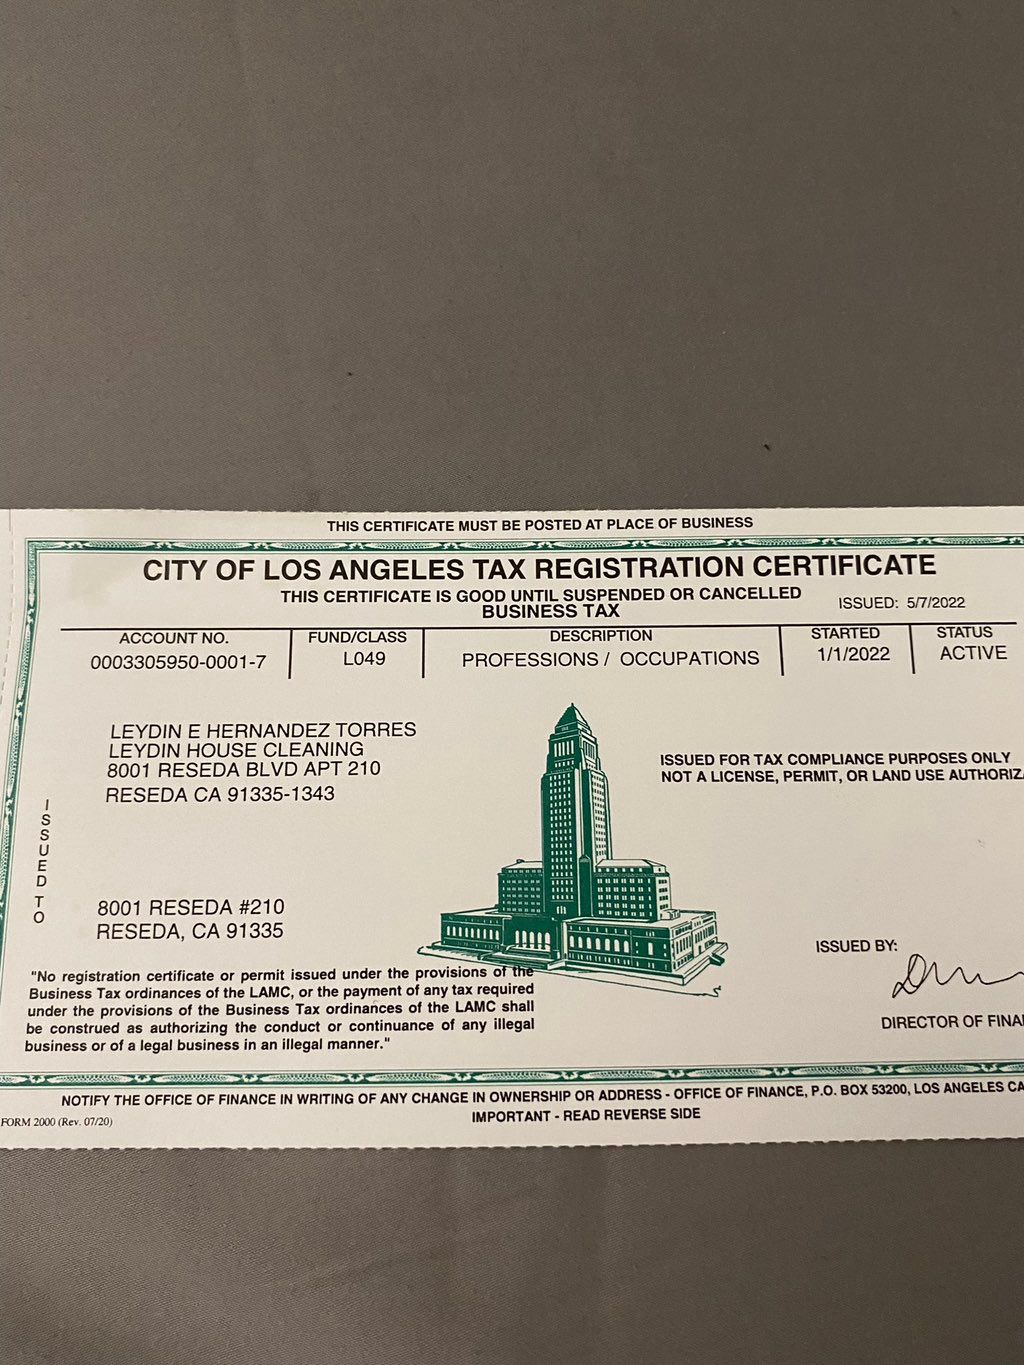 THIS CERTIFICATE MUST BE POSTED AT PLACE OF BUSINESS
CITY OF LOS ANGELES TAX REGISTRATION CERTIFICATE
THIS CERTIFICATE IS GOOD UNTIL SUSPENDED OR CANCELLED
BUSINESS TAX
ISSUED: 5/7/2022
ACCOUNT NO. FUND/CLASS DESCRIPTION STARTED STATUS
0003305950-0001-7 L049 PROFESSIONS / OCCUPATIONS 1/1/2022 ACTIVE
LEYDIN E HERNANDEZ TORRES
LEYDIN HOUSE CLEANING
8001 RESEDA BLVD APT 210
RESEDA CA 91335-1343
ISSUED FOR TAX COMPLIANCE PURPOSES ONLY
NOT A LICENSE, PERMIT, OR LAND USE AUTHORIZA
ISSUED TO
8001 RESEDA #210
RESEDA, CA 91335
ISSUED BY:
DIRECTOR OF FINA
"No registration certificate or permit issued under the provisions of the
Business Tax ordinances of the LAMC, or the payment of any tax required
under the provisions of the Business Tax ordinances of the LAMC shall
be construed as authorizing the conduct or continuance of any illegal
business or of a legal business in an illegal manner."
NOTIFY THE OFFICE OF FINANCE IN WRITING OF ANY CHANGE IN OWNERSHIP OR ADDRESS - OFFICE OF FINANCE, P.O. BOX 53200, LOS ANGELES CA
IMPORTANT - READ REVERSE SIDE
FORM 2000 (Rev. 07/20)